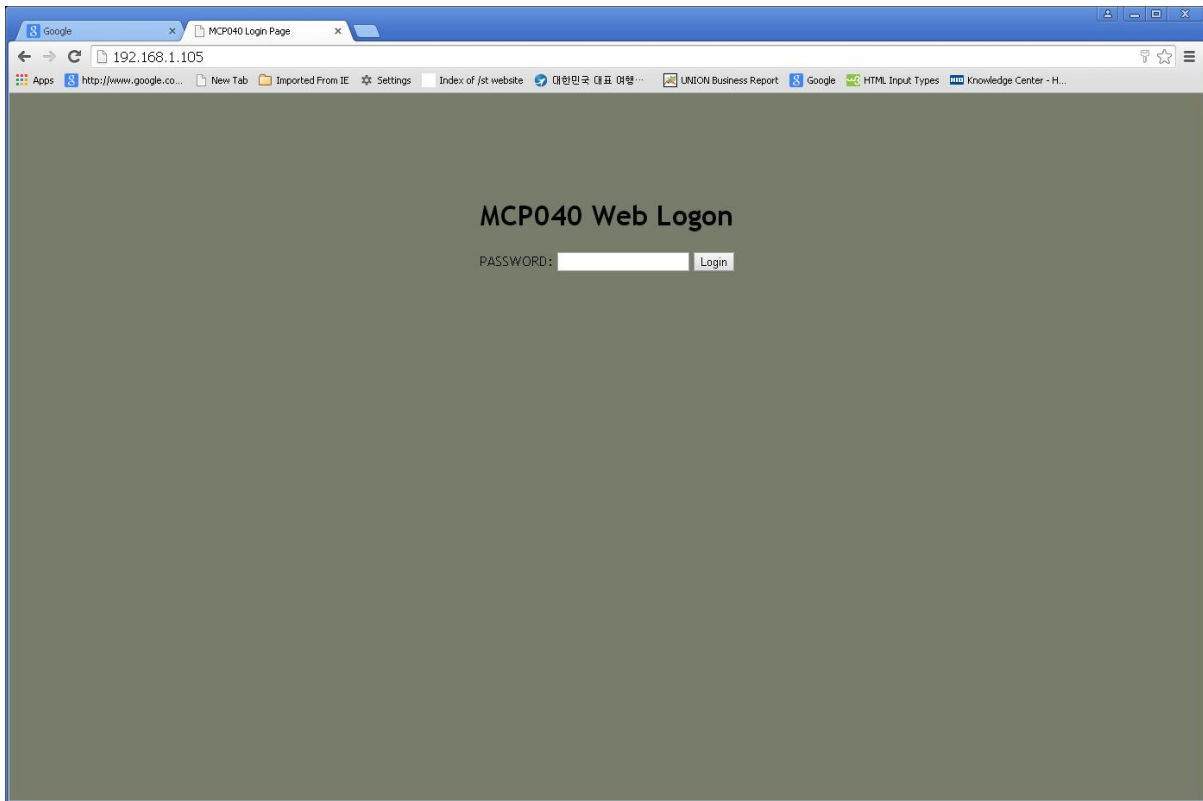 Google
MCP040 Login Page
192.168.1.105
Apps
http://www.google.co...
New Tab
Imported From IE
Settings
Index of /st website
대한민국 대표 여행…
UNION Business Report
Google
HTML Input Types
Knowledge Center - H...
MCP040 Web Logon
PASSWORD:
Login